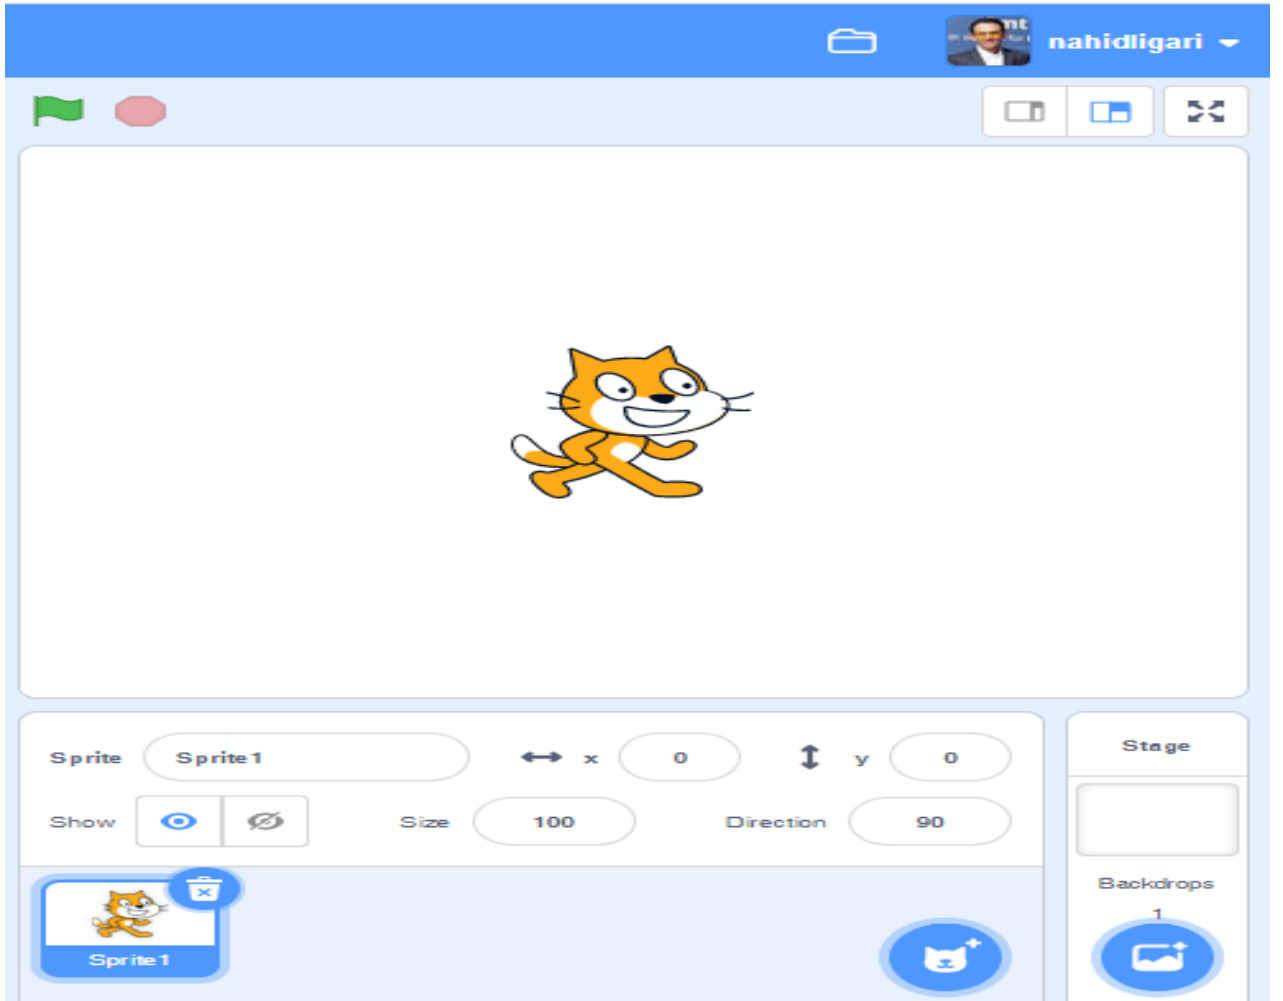 nahidligari
Sprite Sprite1 x 0 y 0
Show Size 100 Direction 90
Stage
Backdrops
1
Sprite1